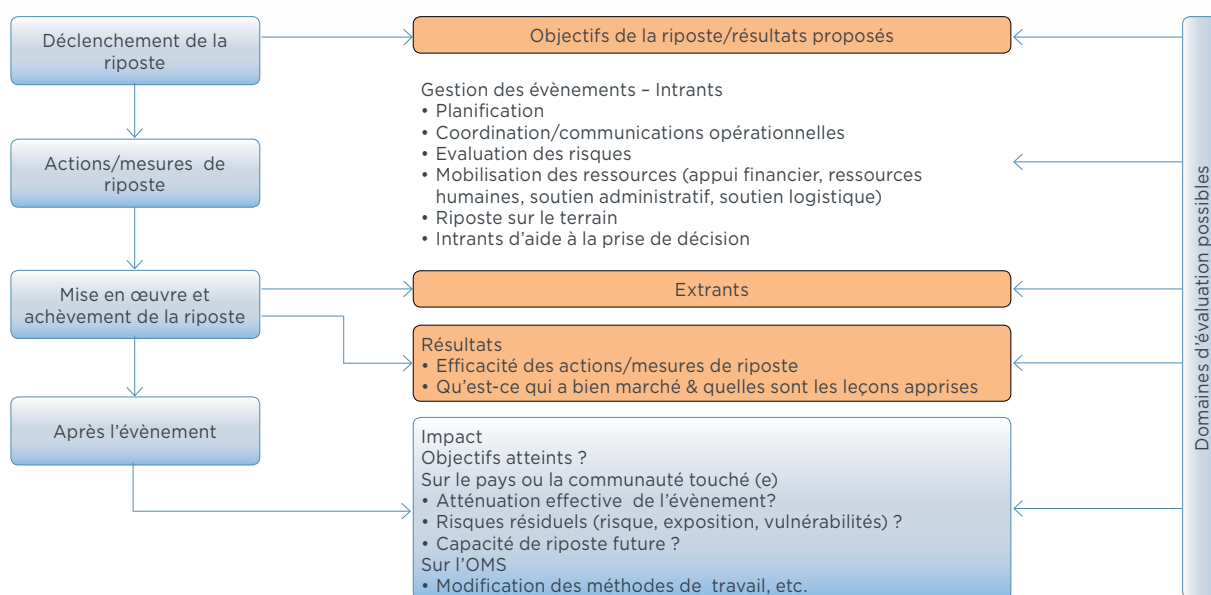 Déclenchement de la
riposte
Objectifs de la riposte/résultats proposés
Gestion des évènements – Intrants
• Planification
• Coordination/communications opérationnelles
• Evaluation des risques
• Mobilisation des ressources (appui financier, ressources
humaines, soutien administratif, soutien logistique)
• Riposte sur le terrain
• Intrants d'aide à la prise de décision
Actions/mesures de
riposte
Mise en œuvre et
achèvement de la riposte
Extrants
Résultats
• Efficacité des actions/mesures de riposte
• Qu'est-ce qui a bien marché & quelles sont les leçons apprises
Après l'évènement
Impact
Objectifs atteints ?
Sur le pays ou la communauté touché (e)
• Atténuation effective de l'évènement?
• Risques résiduels (risque, exposition, vulnérabilités) ?
• Capacité de riposte future ?
Sur l'OMS
• Modification des méthodes de travail, etc.
Domaines d'évaluation possibles